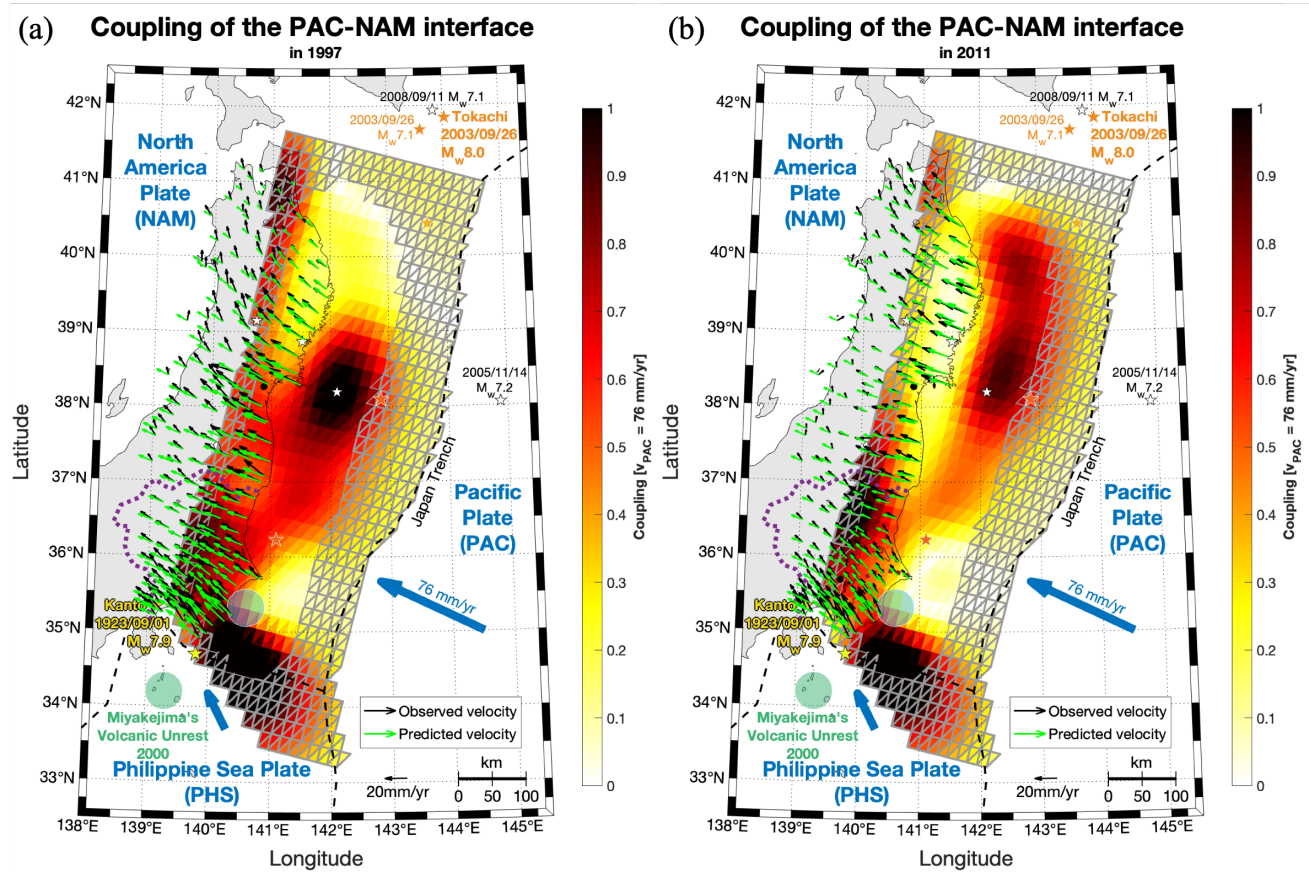 (a)
Coupling of the PAC-NAM interface
in 1997
42°N
41°N
40°N
39°N
38°N
37°N
36°N
35°N
34°N
33°N
Latitude
138°E
139°E
140°E
141°E
142°E
143°E
144°E
145°E
Longitude
North
America
Plate
(NAM)
2008/09/11 Mw7.1
2003/09/26
Mw7.1
Tokachi
2003/09/26
Mw8.0
2005/11/14
Mw7.2
Japan Trench
Pacific
Plate
(PAC)
76 mm/yr
Kanto
1923/09/01
Mw7.9
Miyakejima's
Volcanic Unrest
2000
Philippine Sea Plate
(PHS)
Observed velocity
Predicted velocity
20mm/yr
km
0 50 100
1
0.9
0.8
0.7
0.6
0.5
0.4
0.3
0.2
0.1
0
Coupling [vPAC = 76 mm/yr]
(b)
Coupling of the PAC-NAM interface
in 2011
42°N
41°N
40°N
39°N
38°N
37°N
36°N
35°N
34°N
33°N
Latitude
138°E
139°E
140°E
141°E
142°E
143°E
144°E
145°E
Longitude
North
America
Plate
(NAM)
2008/09/11 Mw7.1
2003/09/26
Mw7.1
Tokachi
2003/09/26
Mw8.0
2005/11/14
Mw7.2
Japan Trench
Pacific
Plate
(PAC)
76 mm/yr
Kanto
1923/09/01
Mw7.9
Miyakejima's
Volcanic Unrest
2000
Philippine Sea Plate
(PHS)
Observed velocity
Predicted velocity
20mm/yr
km
0 50 100
1
0.9
0.8
0.7
0.6
0.5
0.4
0.3
0.2
0.1
0
Coupling [vPAC = 76 mm/yr]